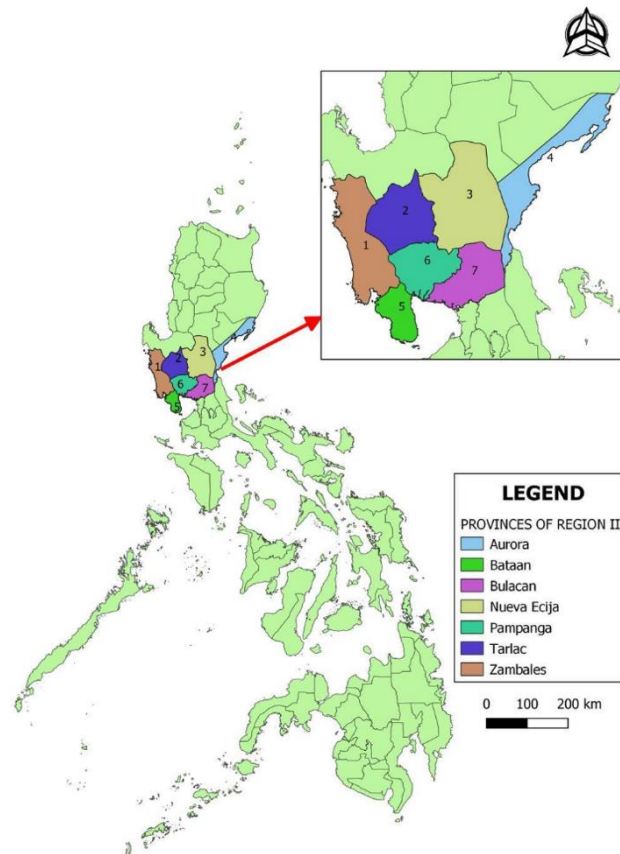 4
3
2
1
6
7
5
3
2
1
6
7
5
LEGEND
PROVINCES OF REGION II
Aurora
Bataan
Bulacan
Nueva Ecija
Pampanga
Tarlac
Zambales
0 100 200 km